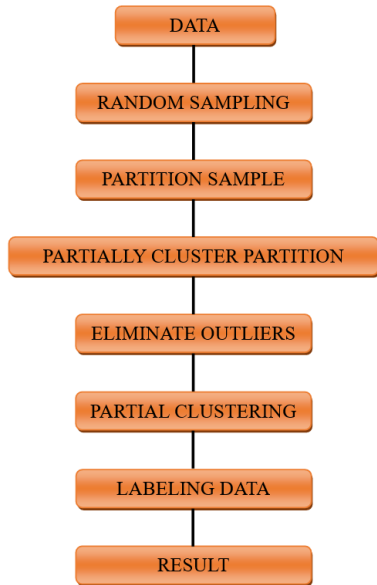 DATA
RANDOM SAMPLING
PARTITION SAMPLE
PARTIALLY CLUSTER PARTITION
ELIMINATE OUTLIERS
PARTIAL CLUSTERING
LABELING DATA
RESULT